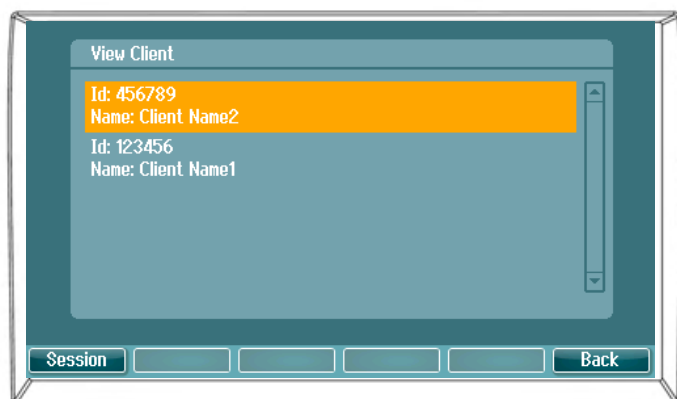 View Client
Id: 456789
Name: Client Name2
Id: 123456
Name: Client Name1
Session
Back